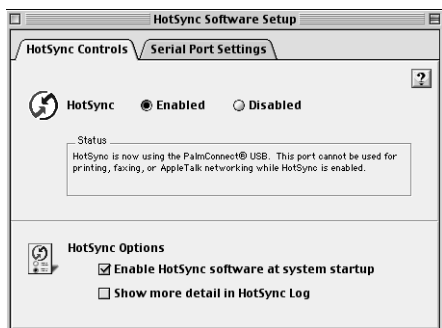 HotSync Software Setup
HotSync Controls
Serial Port Settings
?
HotSync
Enabled
Disabled
Status
HotSync is now using the PalmConnect® USB. This port cannot be used for
printing, faxing, or AppleTalk networking while HotSync is enabled.
HotSync Options
Enable HotSync software at system startup
Show more detail in HotSync Log